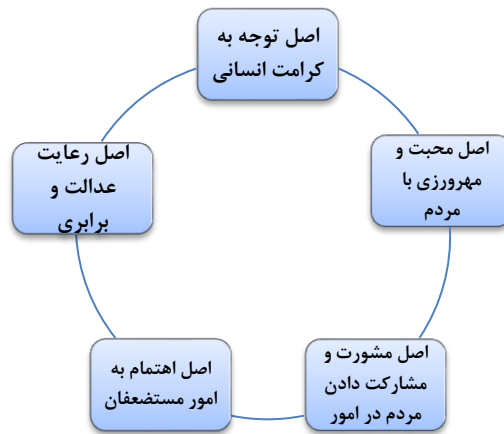 اصل توجه به
کرامت انسانی
اصل محبت و
مهرورزی با
مردم
اصل مشورت و
مشارکت دادن
مردم در امور
اصل اهتمام به
امور مستضعفان
اصل رعایت
عدالت و
برابری